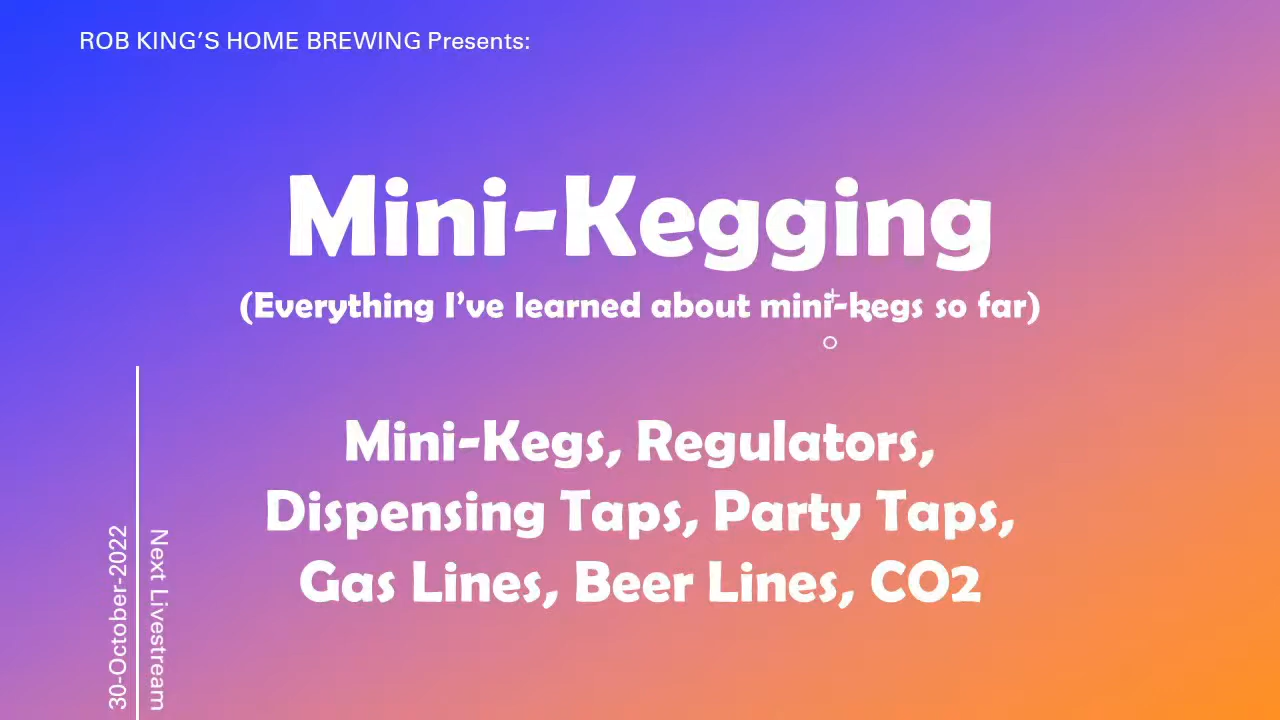 ROB KING’S HOME BREWING Presents:
Mini-Kegging
(Everything I’ve learned about mini-kegs so far)
Mini-Kegs, Regulators,
Dispensing Taps, Party Taps,
Gas Lines, Beer Lines, CO2
30-October-2022
Next Livestream